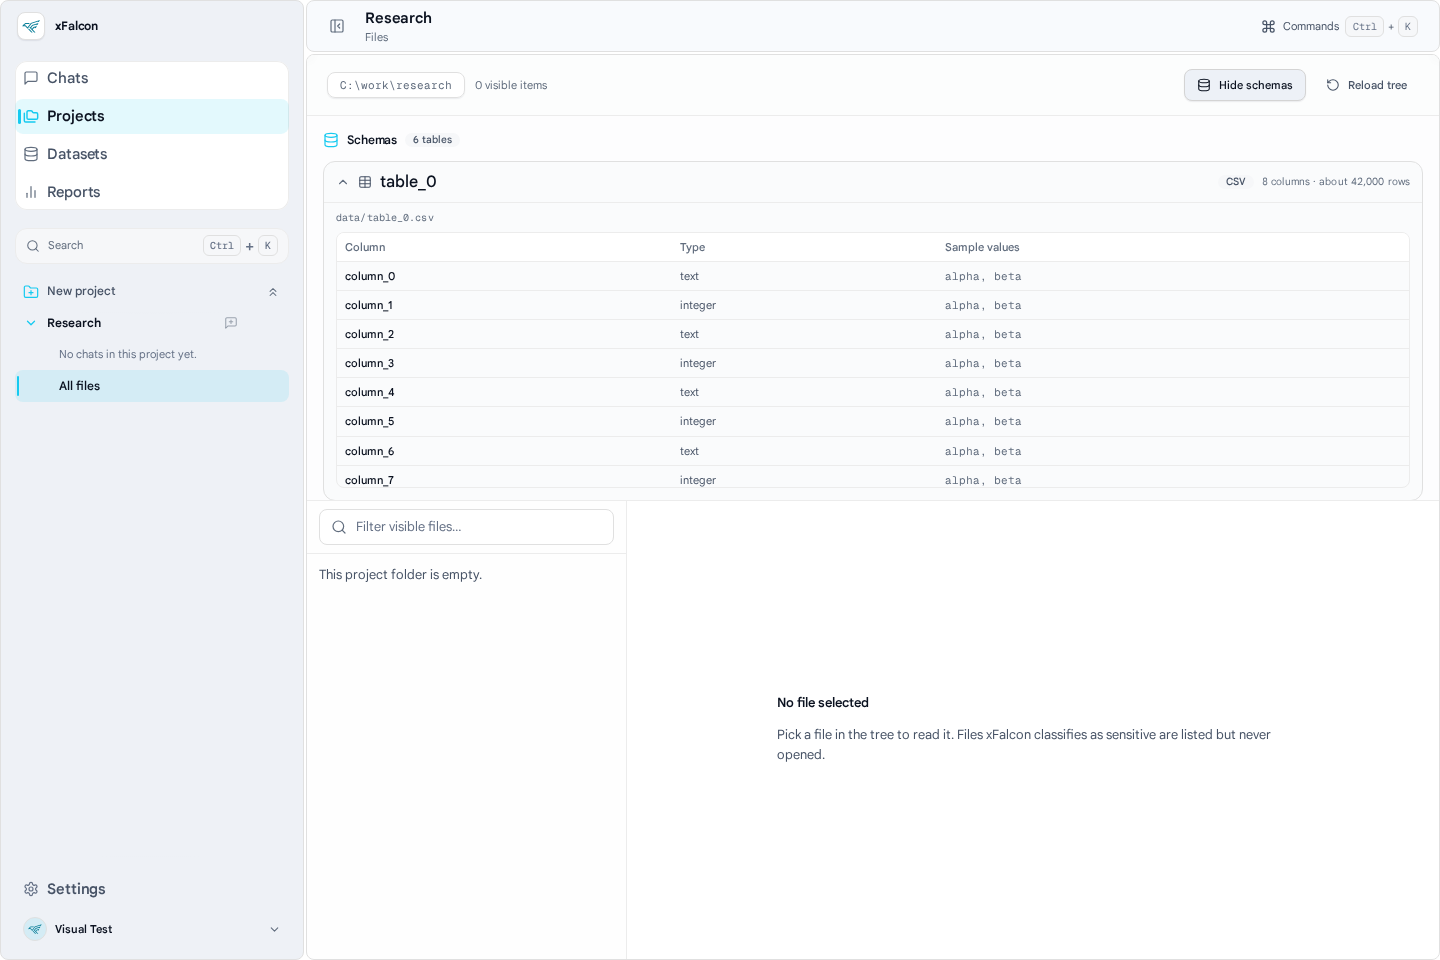 xFalcon
Chats
Projects
Datasets
Reports
Search Ctrl + K
New project
Research
No chats in this project yet.
All files
Settings
Visual Test
Research
Files
Commands Ctrl + K
C:\work\research 0 visible items Hide schemas Reload tree
Schemas 6 tables
table_0 CSV 8 columns · about 42,000 rows
data/table_0.csv
Column Type Sample values
column_0 text alpha, beta
column_1 integer alpha, beta
column_2 text alpha, beta
column_3 integer alpha, beta
column_4 text alpha, beta
column_5 integer alpha, beta
column_6 text alpha, beta
column_7 integer alpha, beta
Filter visible files...
This project folder is empty.
No file selected
Pick a file in the tree to read it. Files xFalcon classifies as sensitive are listed but never
opened.